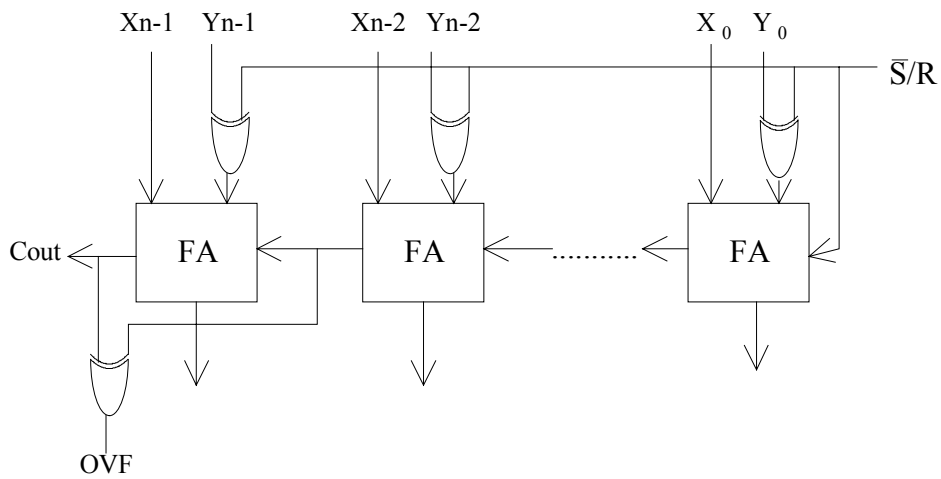 Xn-1 Yn-1 Xn-2 Yn-2 X₀ Y₀
S̅/R
FA FA .......... FA
Cout
OVF